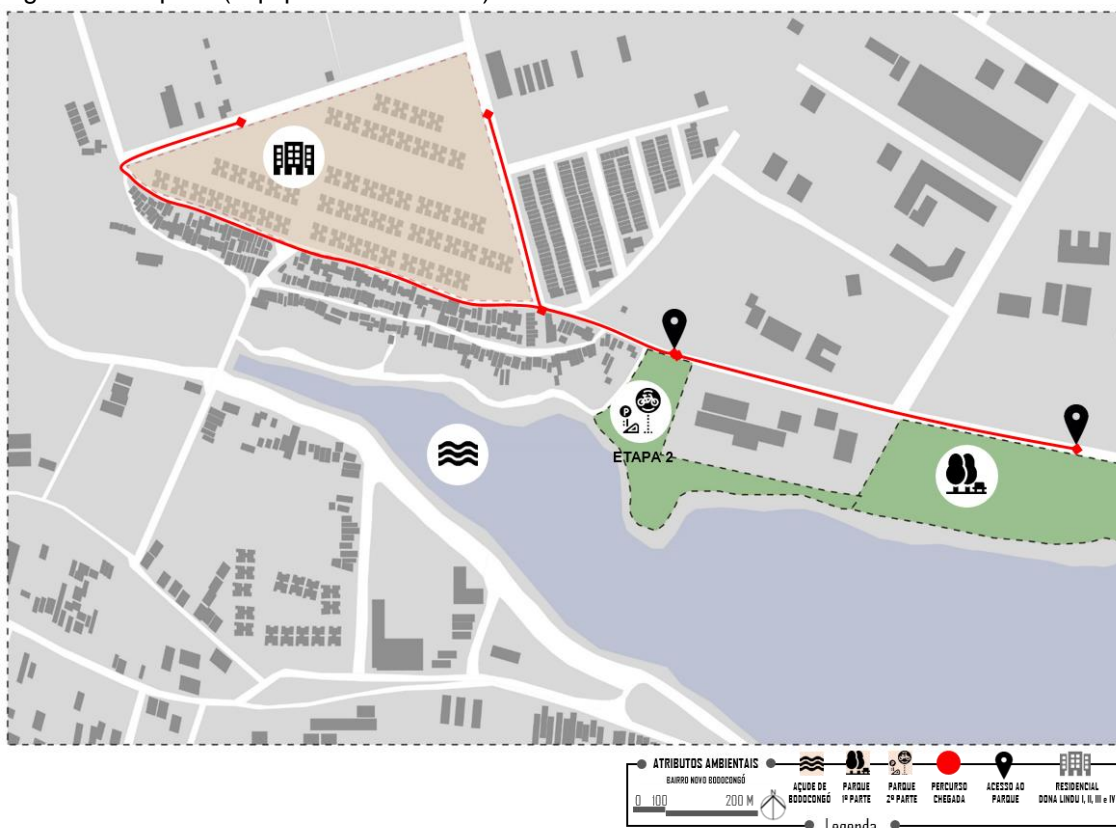 P
ETAPA 2
ATRIBUTOS AMBIENTAIS
BAIRRO NOVO BODOCONGÓ
0 100 200 M
AÇUDE DE
BODOCONGÓ
PARQUE
1ª PARTE
PARQUE
2ª PARTE
PERCURSO
CHEGADA
ACESSO AO
PARQUE
RESIDENCIAL
DONA LINDU I, II, III e IV
Legenda